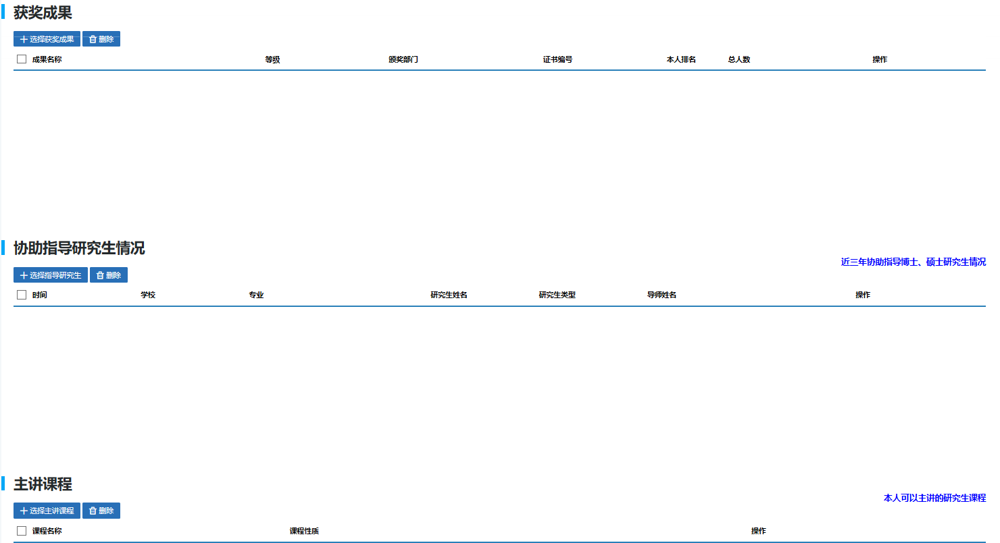 获奖成果
选择获奖成果 删除
成果名称 等级 颁奖部门 证书编号 本人排名 总人数 操作
协助指导研究生情况
近三年协助指导博士、硕士研究生情况
选择指导研究生 删除
时间 学校 专业 研究生姓名 研究生类型 导师姓名 操作
主讲课程
本人可以主讲的研究生课程
选择主讲课程 删除
课程名称 课程性质 操作